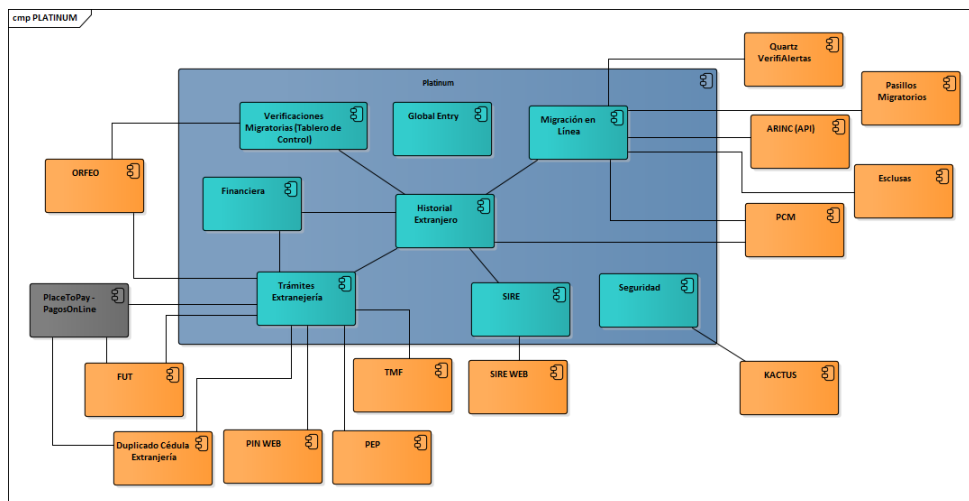 cmp PLATINUM
Platinum
Quartz
VerifiAlertas
Pasillos
Migratorios
Verificaciones
Migratorias (Tablero de
Control)
Global Entry
Migración en
Línea
ARINC (API)
ORFEO
Esclusas
Financiera
Historial
Extranjero
PCM
Trámites
Extranejería
SIRE
Seguridad
PlaceToPay -
PagosOnLine
FUT
TMF
SIRE WEB
KACTUS
Duplicado Cédula
Extranjería
PIN WEB
PEP